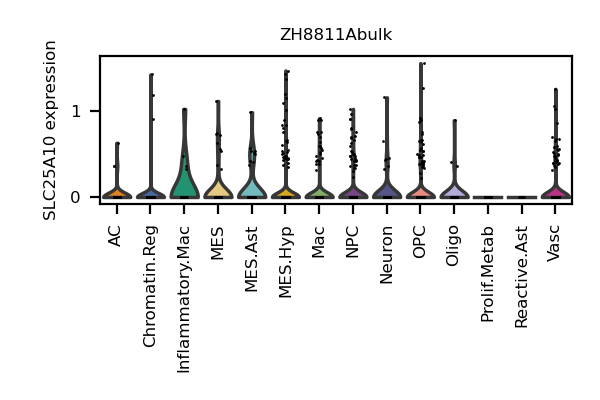 ZH8811Abulk
SLC25A10 expression
1
0
AC
Chromatin.Reg
Inflammatory.Mac
MES
MES.Ast
MES.Hyp
Mac
NPC
Neuron
OPC
Oligo
Prolif.Metab
Reactive.Ast
Vasc